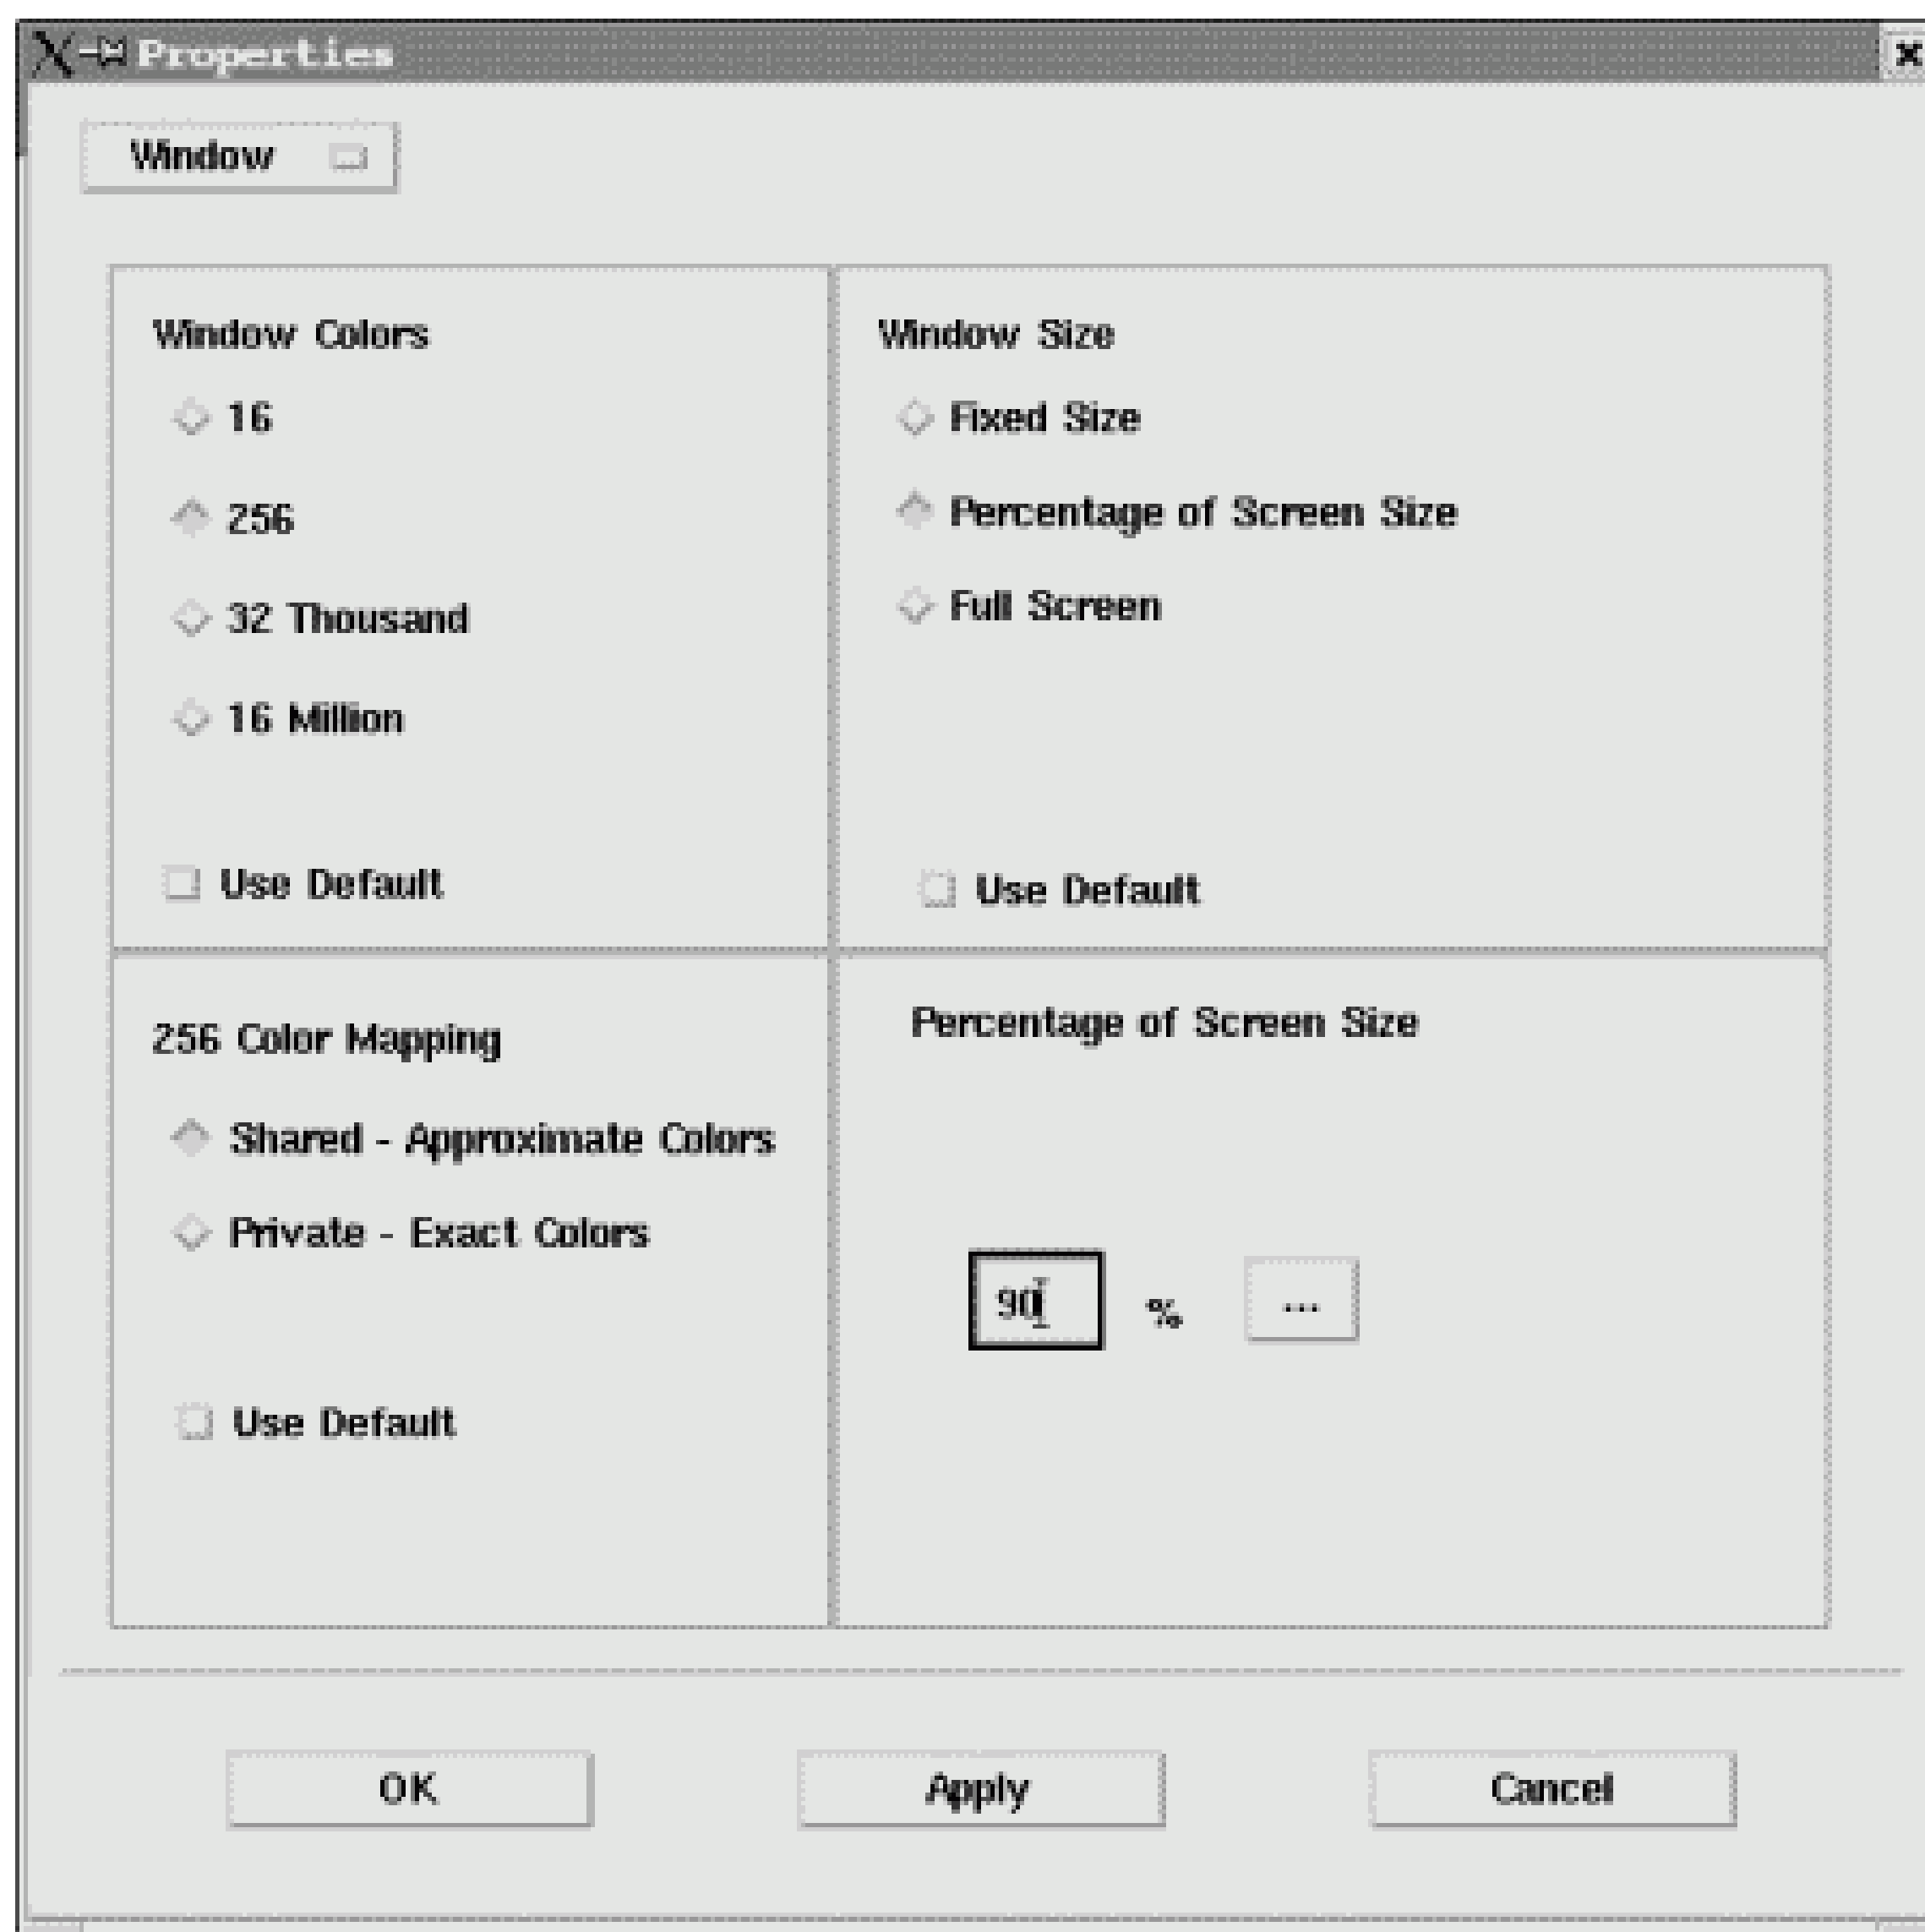 Properties
Window
Window Colors
16
256
32 Thousand
16 Million
Use Default
Window Size
Fixed Size
Percentage of Screen Size
Full Screen
Use Default
256 Color Mapping
Shared - Approximate Colors
Private - Exact Colors
Use Default
Percentage of Screen Size
90 % ...
OK Apply Cancel